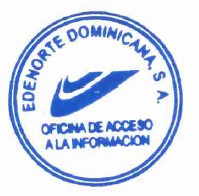 EDENORTE DOMINICANA, S. A.
OFICINA DE ACCESO
A LA INFORMACION